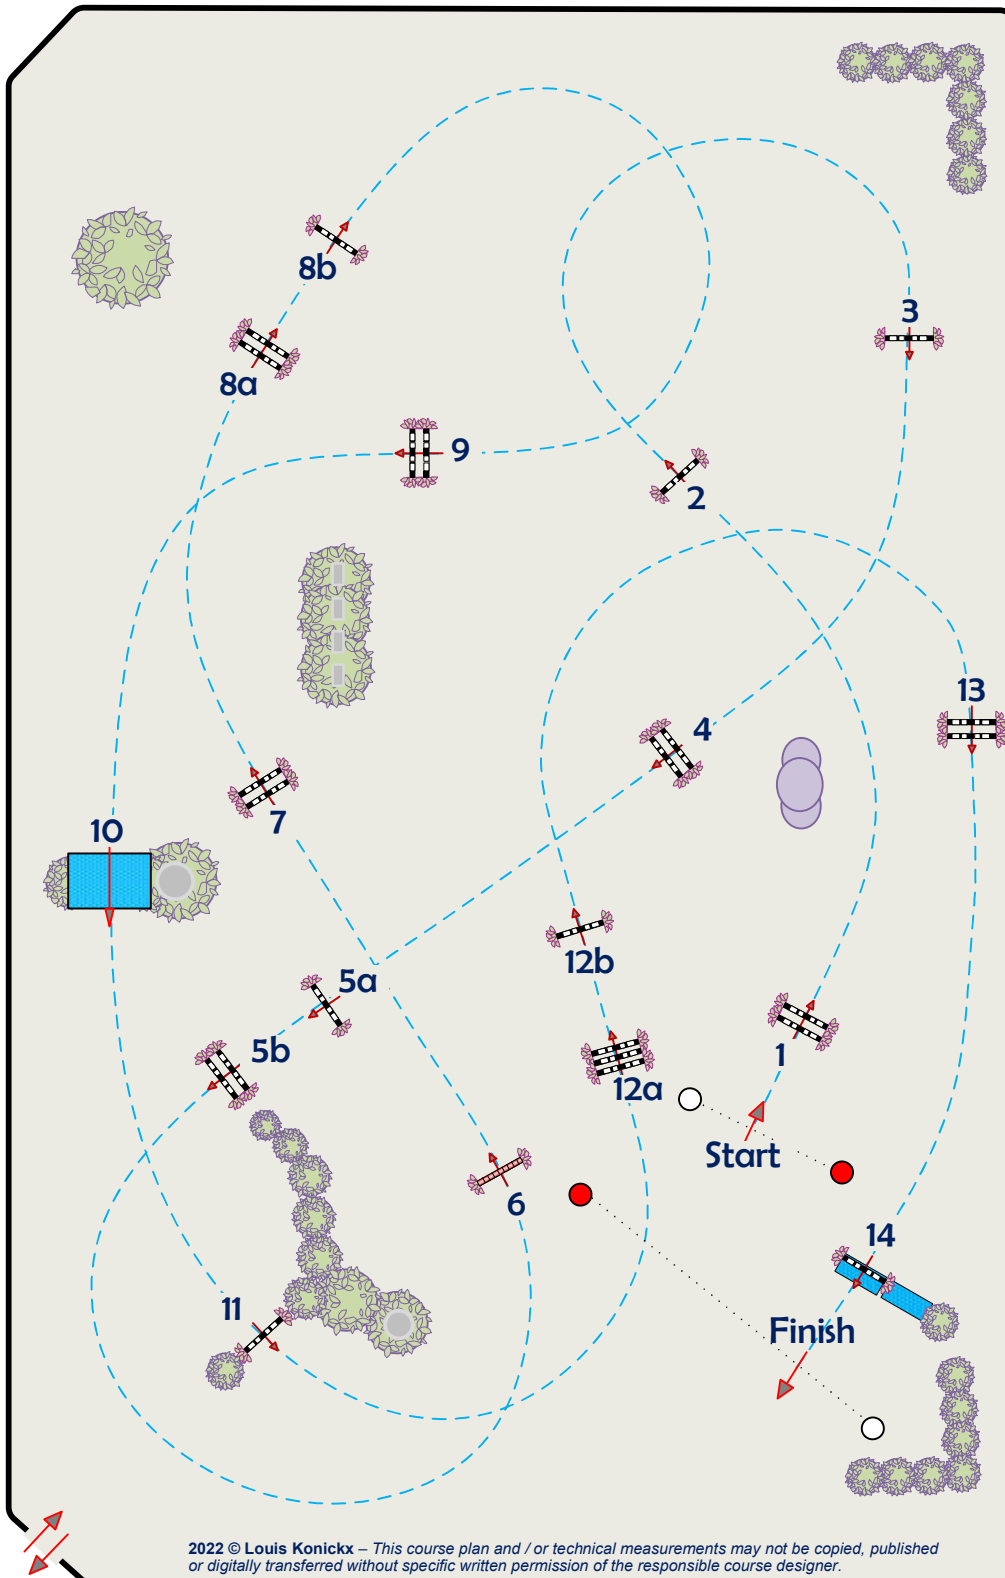 8b
3
8a
9
2
13
4
7
10
5a
12b
5b
1
12a
Start
6
14
11
Finish
2022 © Louis Konickx – This course plan and / or technical measurements may not be copied, published
or digitally transferred without specific written permission of the responsible course designer.